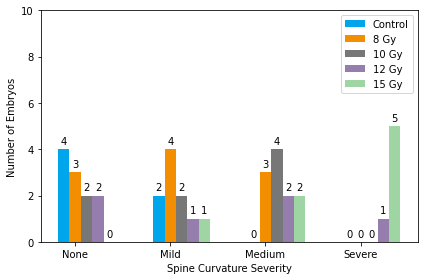 10
8
6
4
2
0
Number of Embryos
Control
8 Gy
10 Gy
12 Gy
15 Gy
4 3 2 2 0
2 4 2 1 1
0 3 4 2 2
0 0 0 1 5
None Mild Medium Severe
Spine Curvature Severity